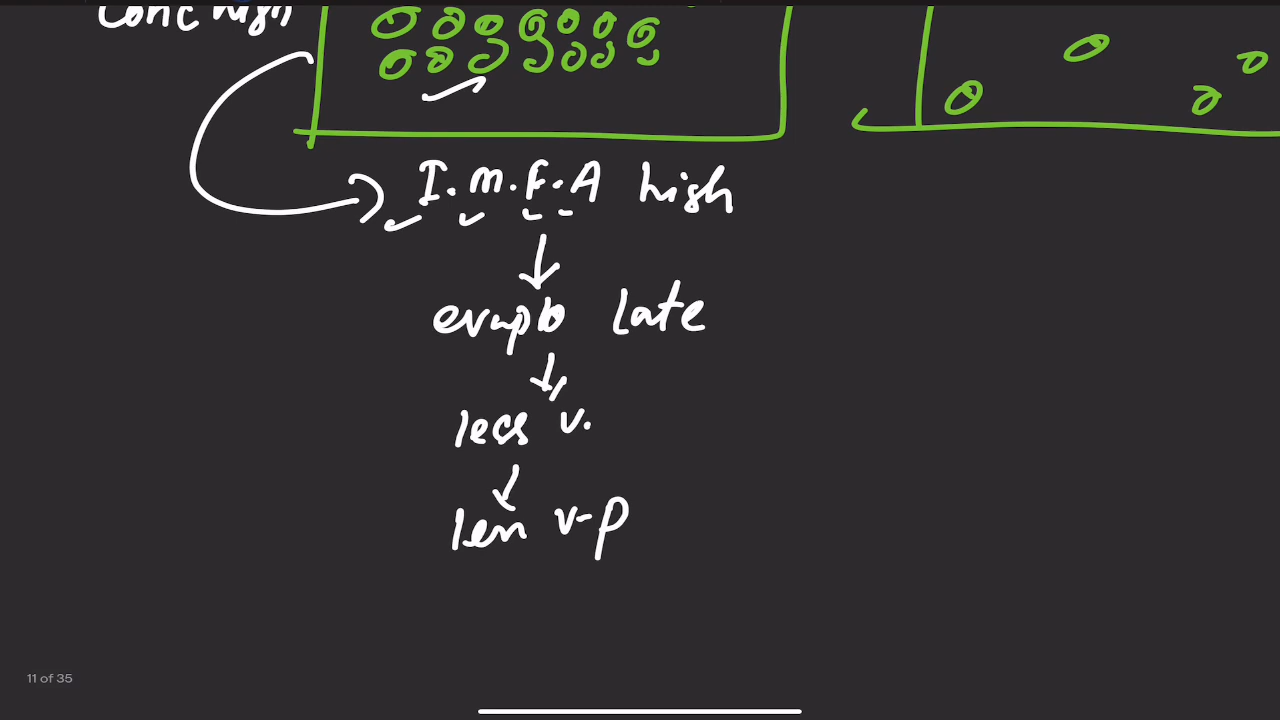 Conc high
I.M.F.A high
evapo late
less v.
less v-p
11 of 35